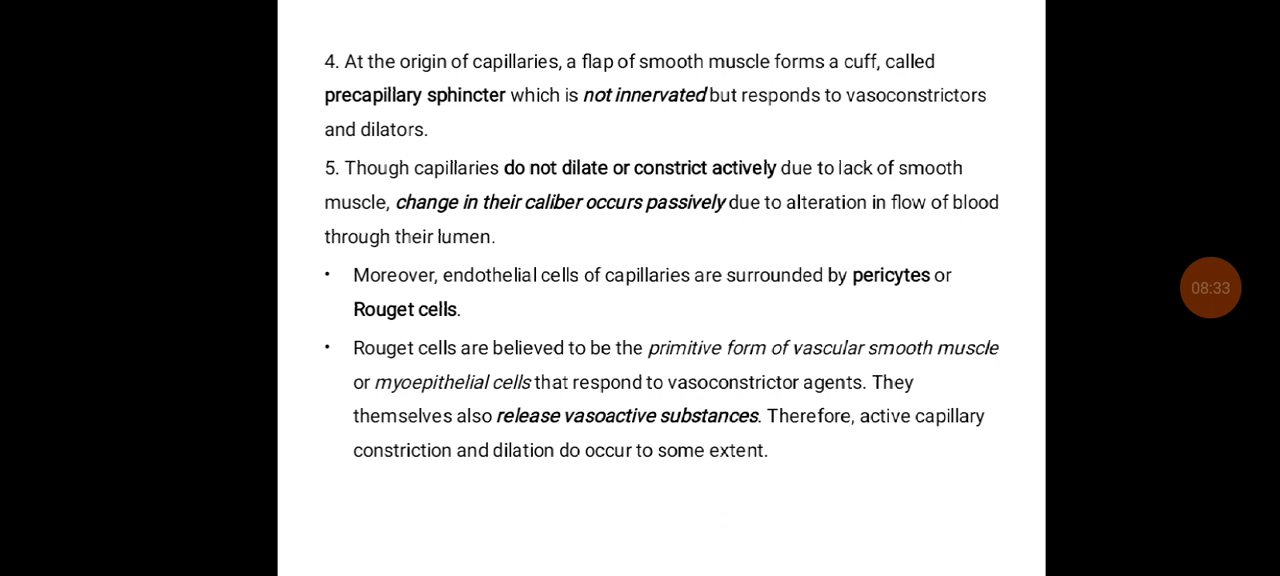 4. At the origin of capillaries, a flap of smooth muscle forms a cuff, called
precapillary sphincter which is not innervated but responds to vasoconstrictors
and dilators.
5. Though capillaries do not dilate or constrict actively due to lack of smooth
muscle, change in their caliber occurs passively due to alteration in flow of blood
through their lumen.
• Moreover, endothelial cells of capillaries are surrounded by pericytes or
Rouget cells.
• Rouget cells are believed to be the primitive form of vascular smooth muscle
or myoepithelial cells that respond to vasoconstrictor agents. They
themselves also release vasoactive substances. Therefore, active capillary
constriction and dilation do occur to some extent.
08:33